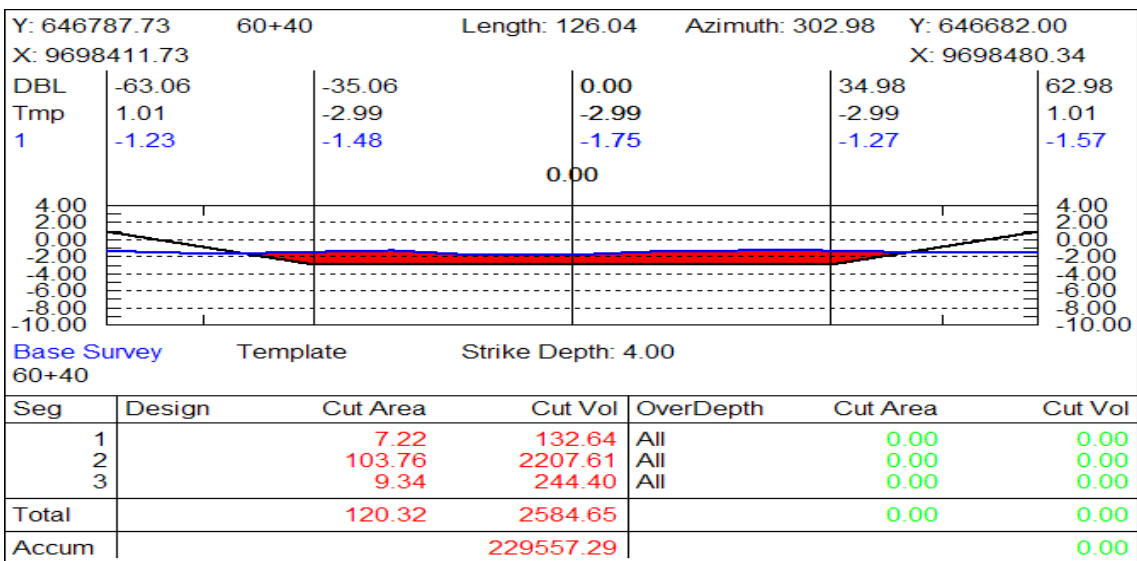 Y: 646787.73 60+40 Length: 126.04 Azimuth: 302.98 Y: 646682.00
X: 9698411.73 X: 9698480.34
DBL -63.06 -35.06 0.00 34.98 62.98
Tmp 1.01 -2.99 -2.99 -2.99 1.01
1 -1.23 -1.48 -1.75 -1.27 -1.57
0.00
4.00 4.00
2.00 2.00
0.00 0.00
-2.00 -2.00
-4.00 -4.00
-6.00 -6.00
-8.00 -8.00
-10.00 -10.00
Base Survey Template Strike Depth: 4.00
60+40
Seg Design Cut Area Cut Vol OverDepth Cut Area Cut Vol
1 7.22 132.64 All 0.00 0.00
2 103.76 2207.61 All 0.00 0.00
3 9.34 244.40 All 0.00 0.00
Total 120.32 2584.65 0.00 0.00
Accum 229557.29 0.00